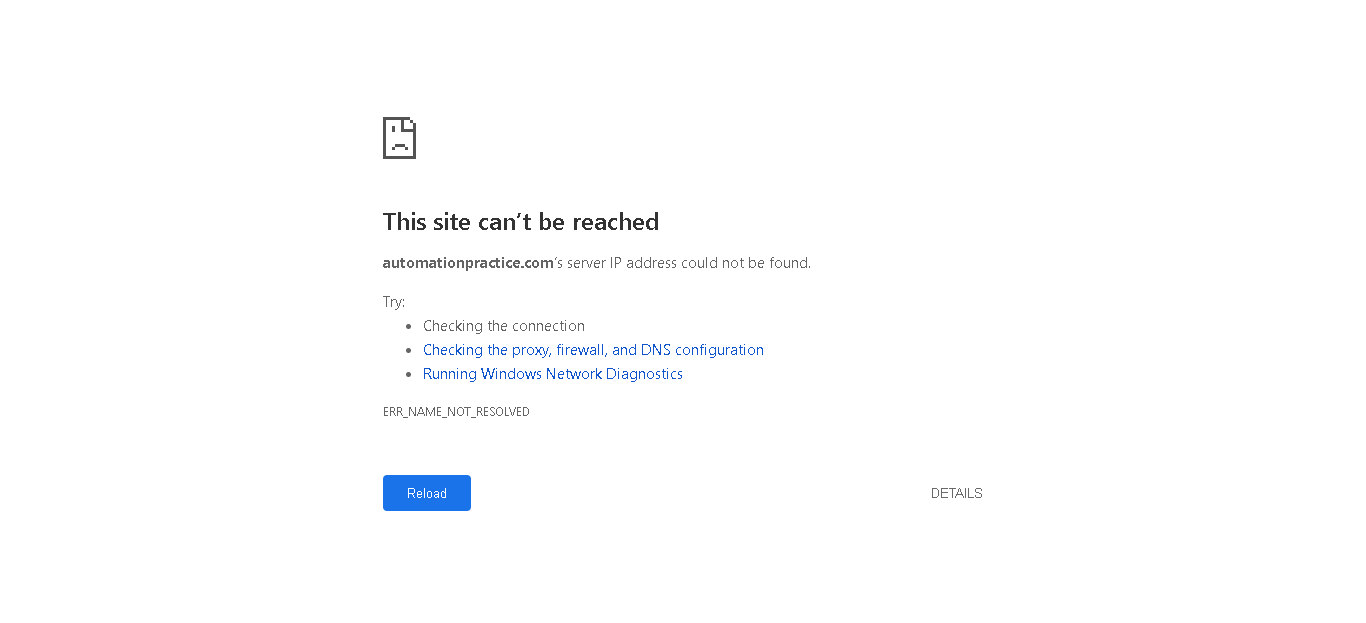 This site can’t be reached
automationpractice.com’s server IP address could not be found.
Try:
Checking the connection
Checking the proxy, firewall, and DNS configuration
Running Windows Network Diagnostics
ERR_NAME_NOT_RESOLVED
Reload
DETAILS